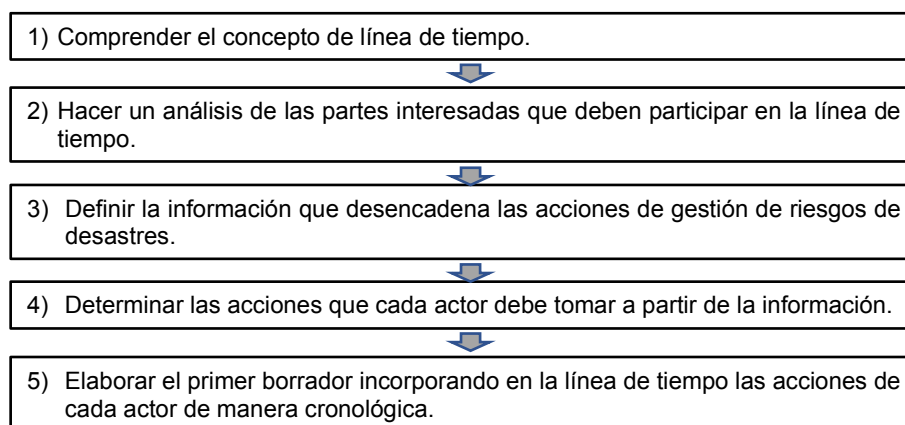 1) Comprender el concepto de línea de tiempo.
2) Hacer un análisis de las partes interesadas que deben participar en la línea de
tiempo.
3) Definir la información que desencadena las acciones de gestión de riesgos de
desastres.
4) Determinar las acciones que cada actor debe tomar a partir de la información.
5) Elaborar el primer borrador incorporando en la línea de tiempo las acciones de
cada actor de manera cronológica.